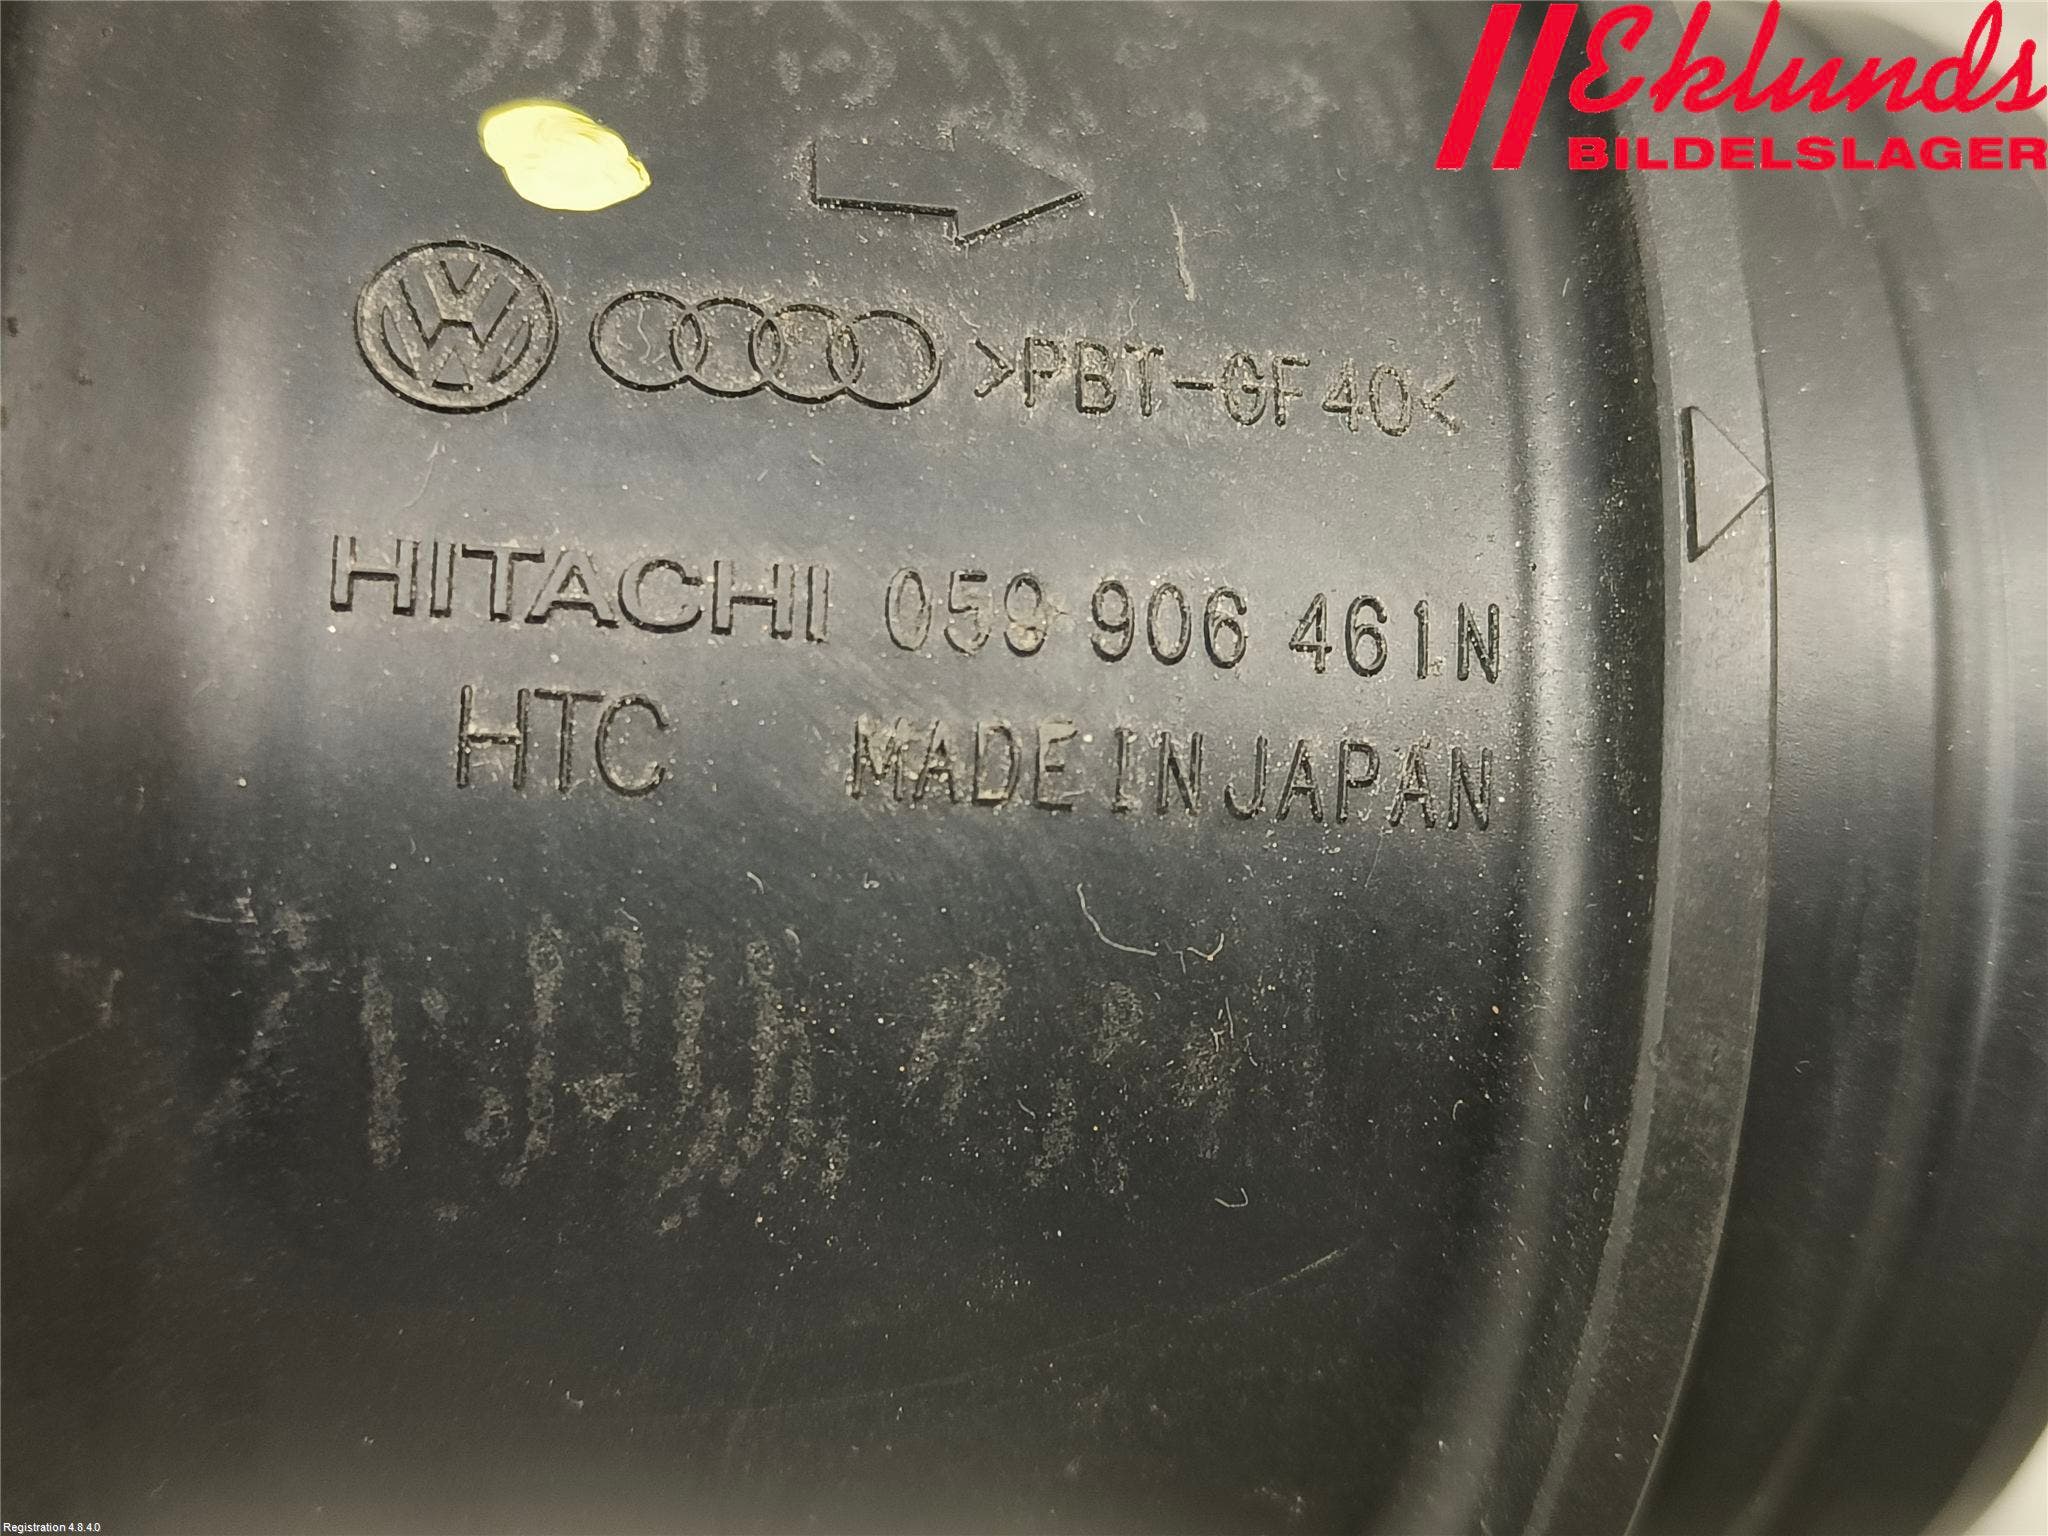 Eklunds
BILDELSLAGER
>PBT-GF40<
HITACHI 059 906 461N
HTC MADE IN JAPAN
Registration 4.8.4.0